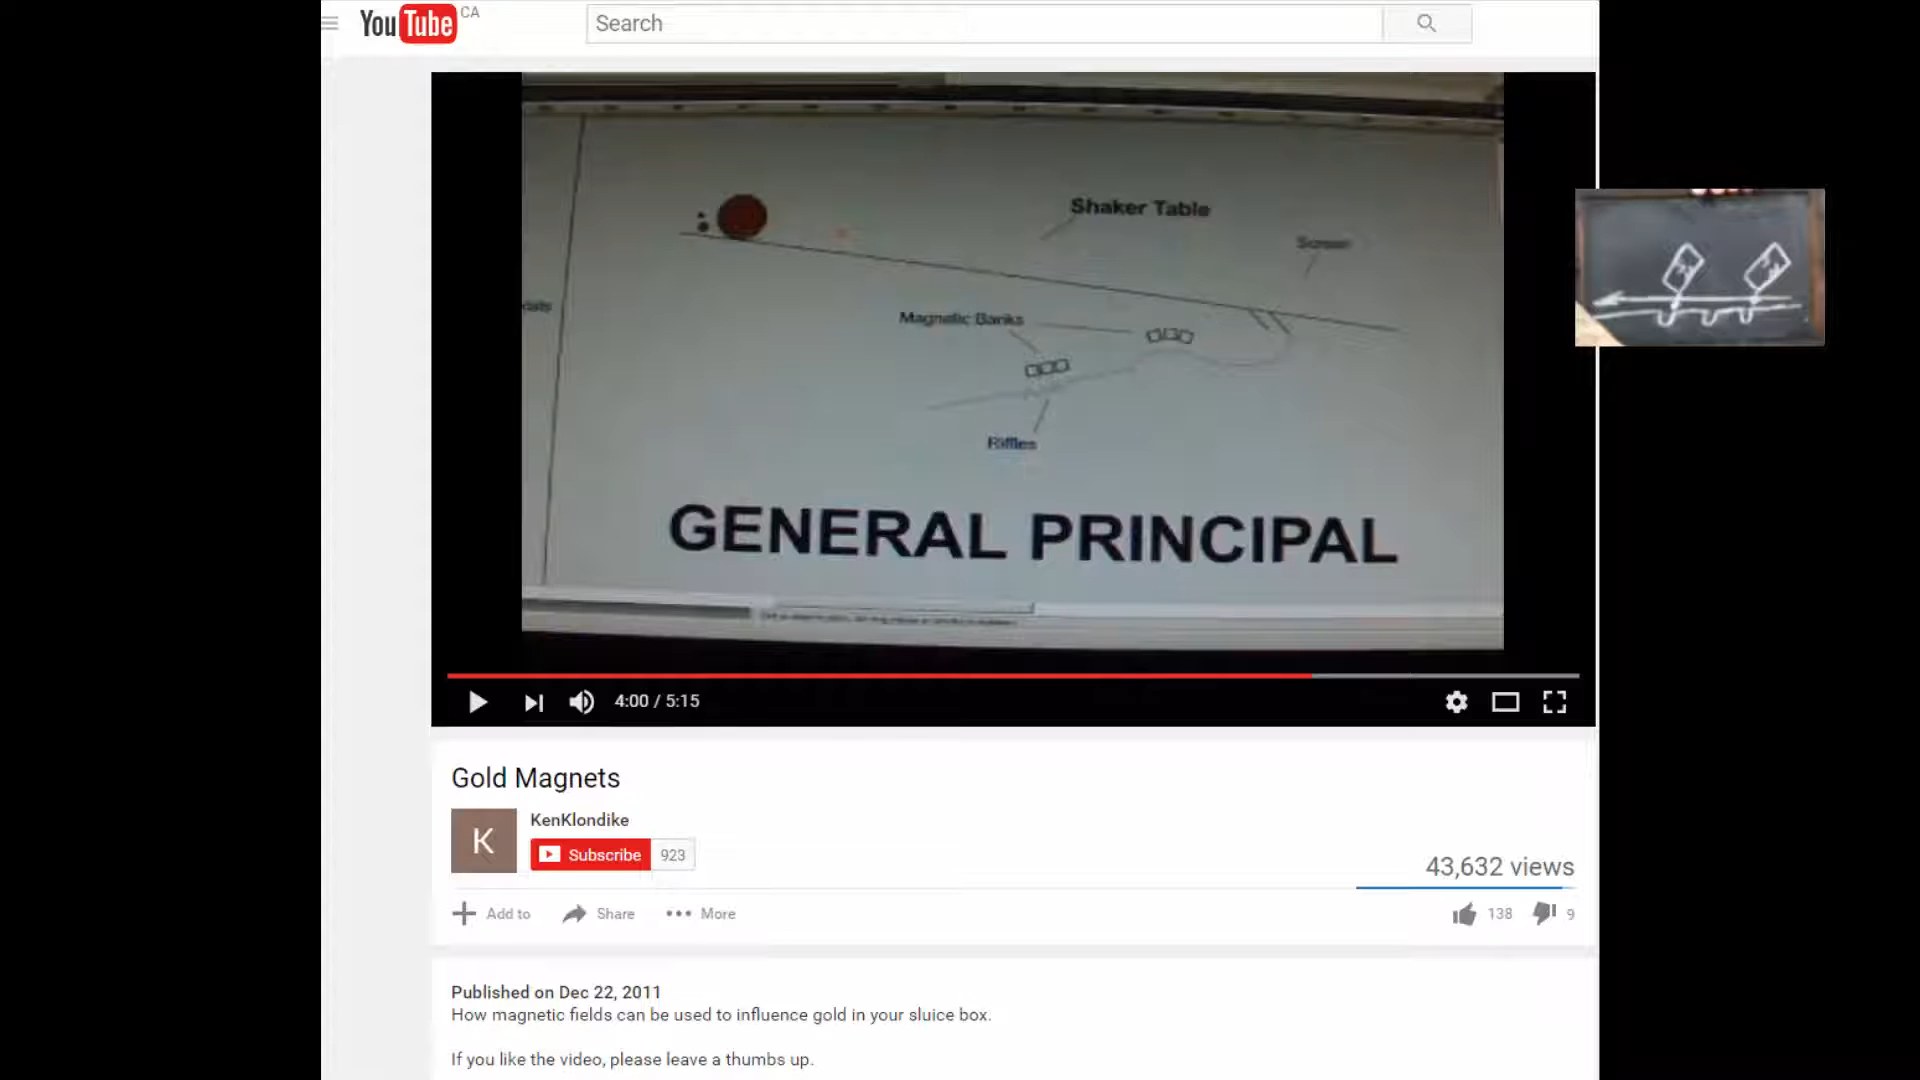 YouTube CA
Search
Shaker Table
Screen
Magnetic Banks
Riffles
GENERAL PRINCIPAL
4:00 / 5:15
Gold Magnets
K
KenKlondike
Subscribe 923
43,632 views
Add to Share More
138 9
Published on Dec 22, 2011
How magnetic fields can be used to influence gold in your sluice box.
If you like the video, please leave a thumbs up.